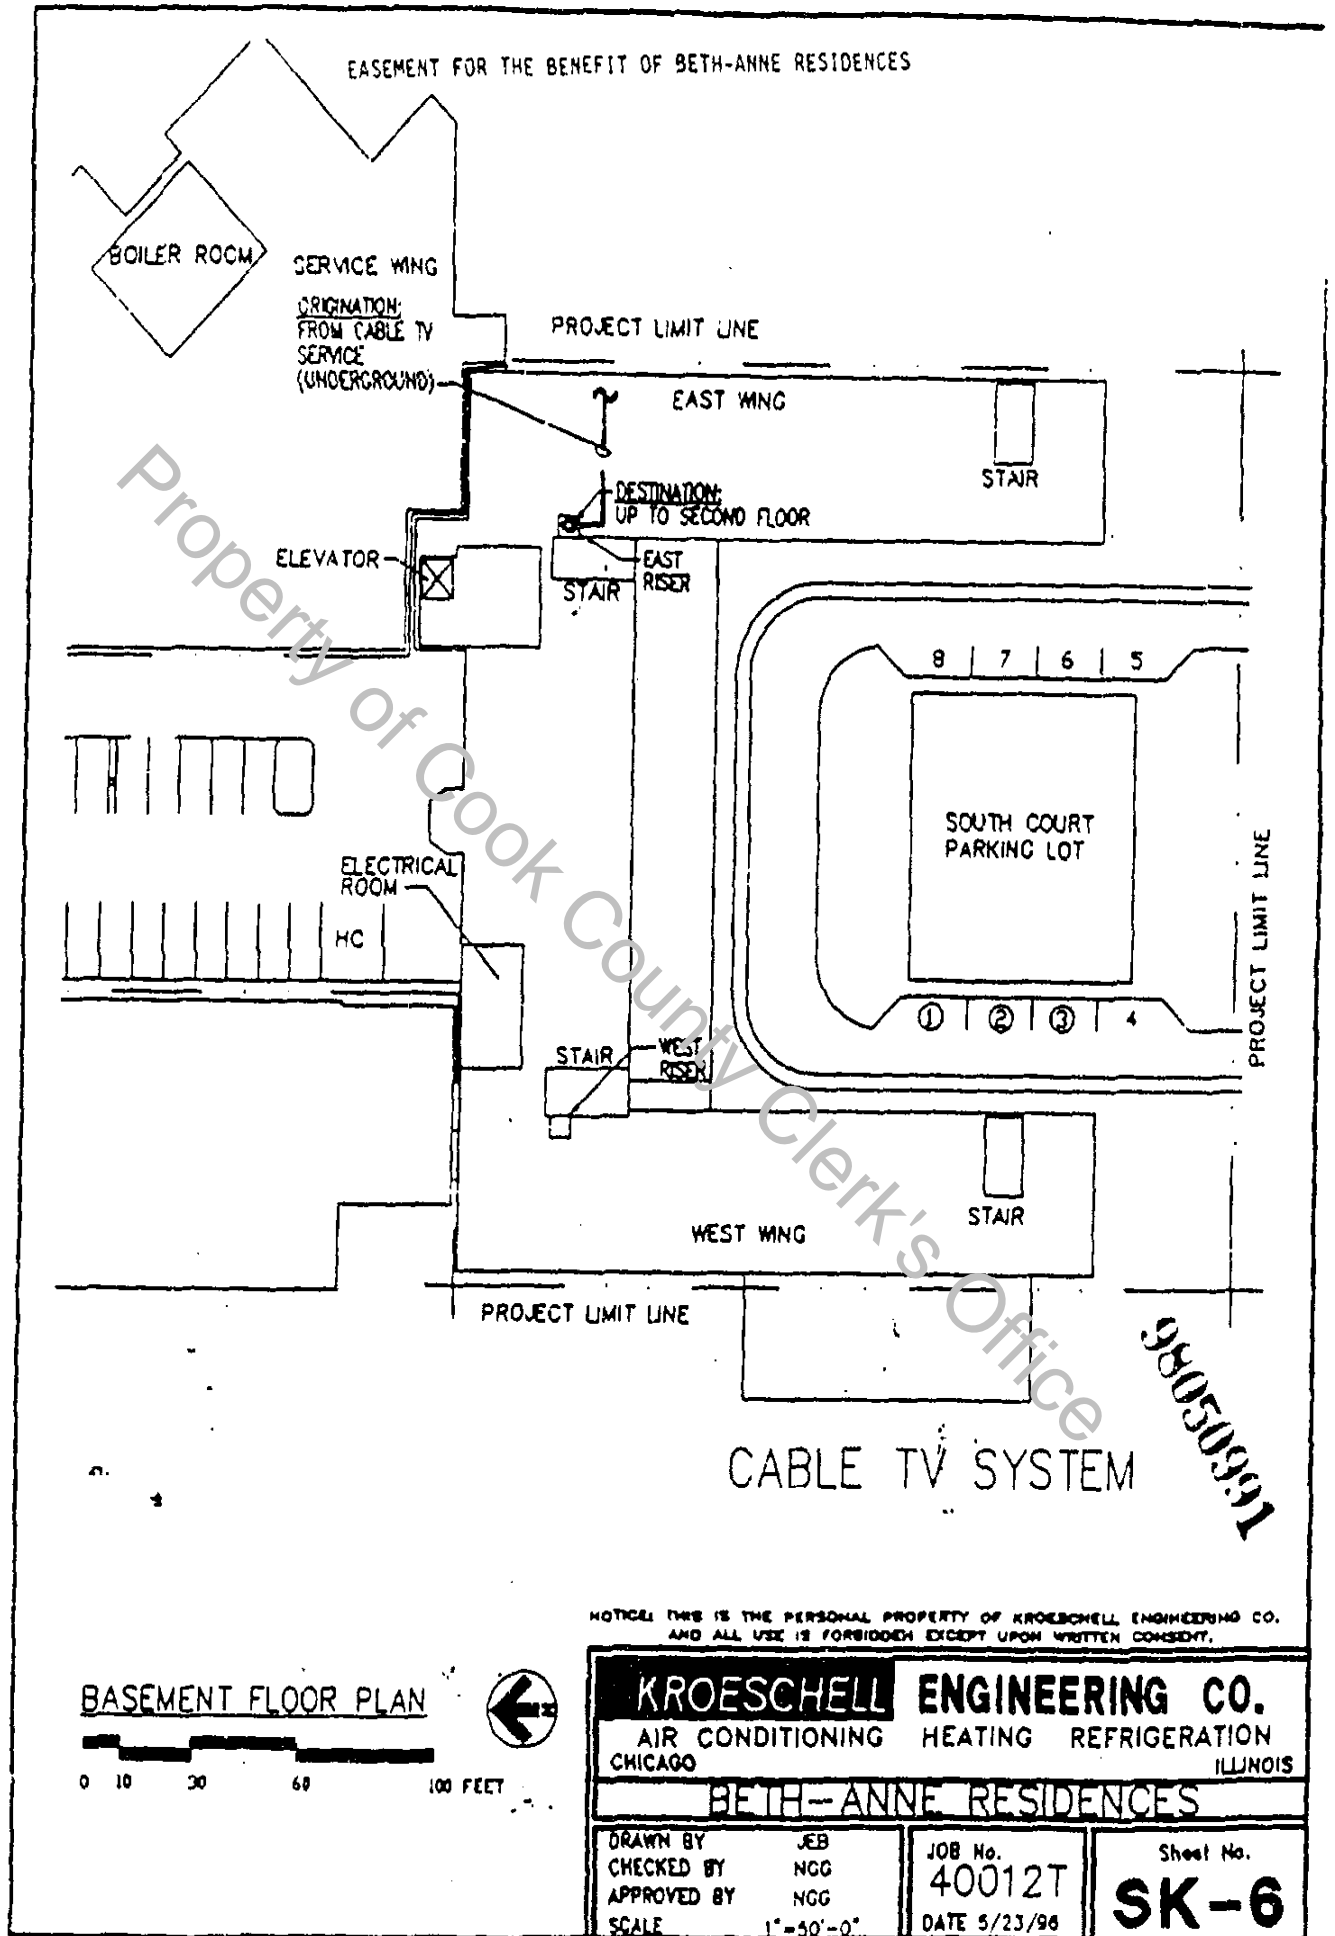 EASEMENT FOR THE BENEFIT OF BETH-ANNE RESIDENCES
BOILER ROOM
SERVICE WING
ORIGINATION:
FROM CABLE TV
SERVICE
(UNDERGROUND)
PROJECT LIMIT LINE
EAST WING
STAIR
DESTINATION:
UP TO SECOND FLOOR
ELEVATOR
EAST
RISER
STAIR
8 7 6 5
SOUTH COURT
PARKING LOT
PROJECT LIMIT LINE
ELECTRICAL
ROOM
HC
1 2 3 4
STAIR
WEST
RISER
STAIR
WEST WING
PROJECT LIMIT LINE
Property of Cook County Clerk's Office
98050991
CABLE TV SYSTEM
NOTICE: THIS IS THE PERSONAL PROPERTY OF KROESCHELL ENGINEERING CO.
AND ALL USE IS FORBIDDEN EXCEPT UPON WRITTEN CONSENT.
BASEMENT FLOOR PLAN
N
0 10 30 60 100 FEET
KROESCHELL ENGINEERING CO.
AIR CONDITIONING HEATING REFRIGERATION
CHICAGO ILLINOIS
BETH-ANNE RESIDENCES
DRAWN BY JEB
CHECKED BY NGG
APPROVED BY NGG
SCALE 1"=50'-0"
JOB No.
40012T
DATE 5/23/96
Sheet No.
SK-6